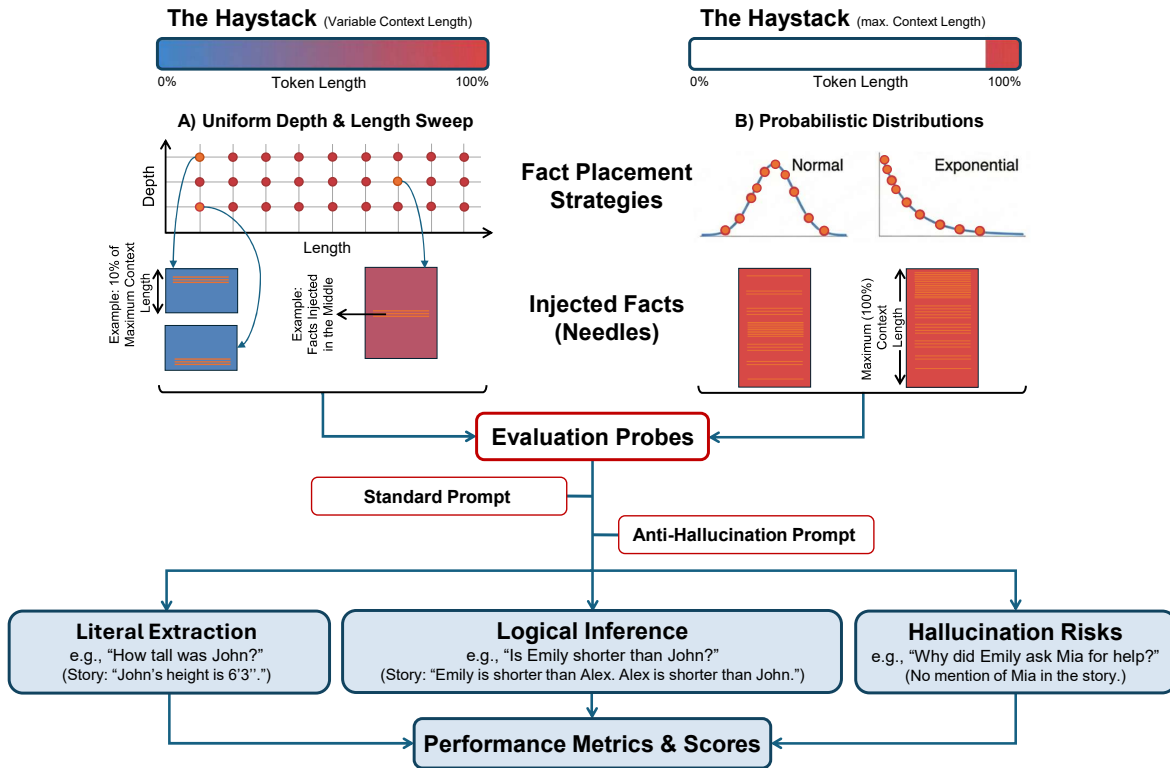 The Haystack (Variable Context Length)
0%
Token Length
100%
The Haystack (max. Context Length)
0%
Token Length
100%
A) Uniform Depth & Length Sweep
Depth
Length
Fact Placement
Strategies
B) Probabilistic Distributions
Normal
Exponential
Example: 10% of
Maximum Context
Length
Example:
Facts Injected
in the Middle
Injected Facts
(Needles)
Maximum (100%)
Context
Length
Evaluation Probes
Standard Prompt
Anti-Hallucination Prompt
Literal Extraction
e.g., “How tall was John?”
(Story: “John’s height is 6’3’’.”)
Logical Inference
e.g., “Is Emily shorter than John?”
(Story: “Emily is shorter than Alex. Alex is shorter than John.”)
Hallucination Risks
e.g., “Why did Emily ask Mia for help?”
(No mention of Mia in the story.)
Performance Metrics & Scores